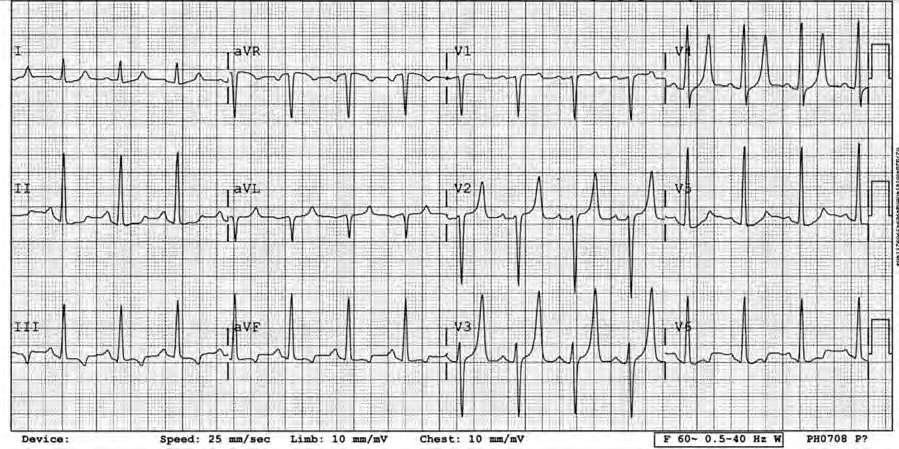 I aVR V1 V4
II aVL V2 V5
III aVF V3 V6
Device: Speed: 25 mm/sec Limb: 10 mm/mV Chest: 10 mm/mV F 60~ 0.5-40 Hz W PH0708 P?